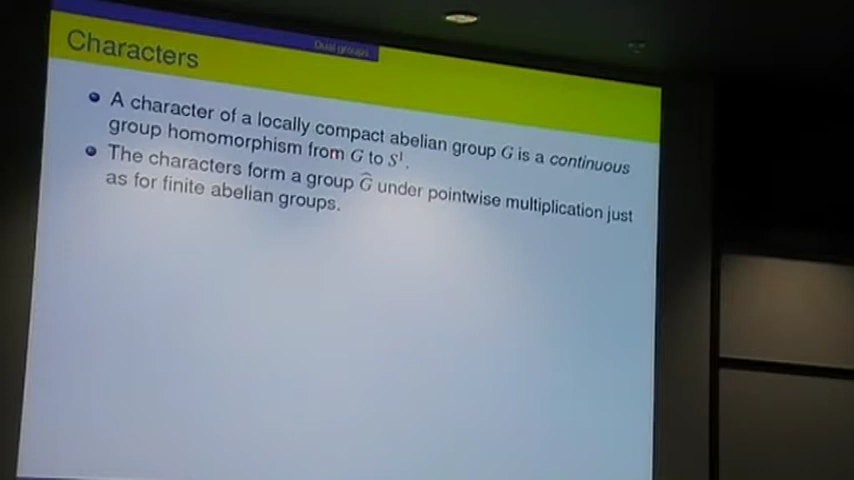 Dual groups
Characters
A character of a locally compact abelian group G is a continuous
group homomorphism from G to S¹.
The characters form a group Ĝ under pointwise multiplication just
as for finite abelian groups.